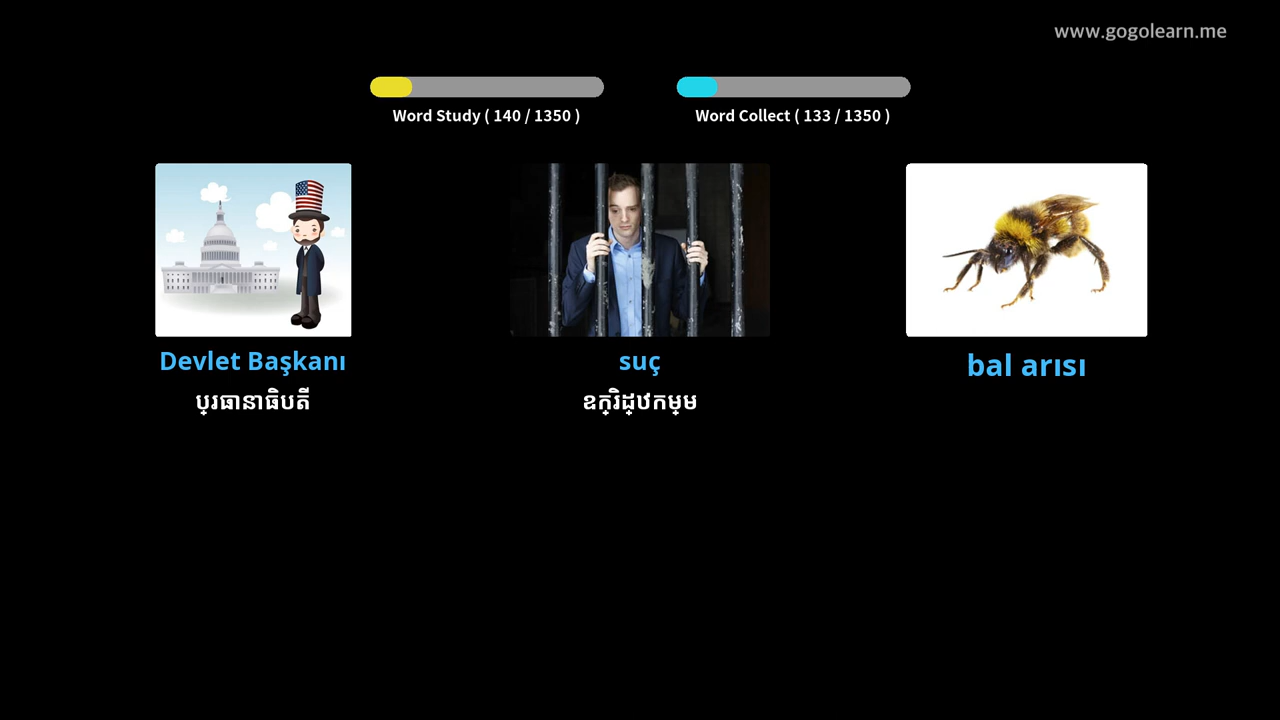 www.gogolearn.me
Word Study ( 140 / 1350 )
Word Collect ( 133 / 1350 )
Devlet Başkanı
suç
bal arısı
ប្រធានាធិបតី
ឧក្រិដ្ឋកម្ម